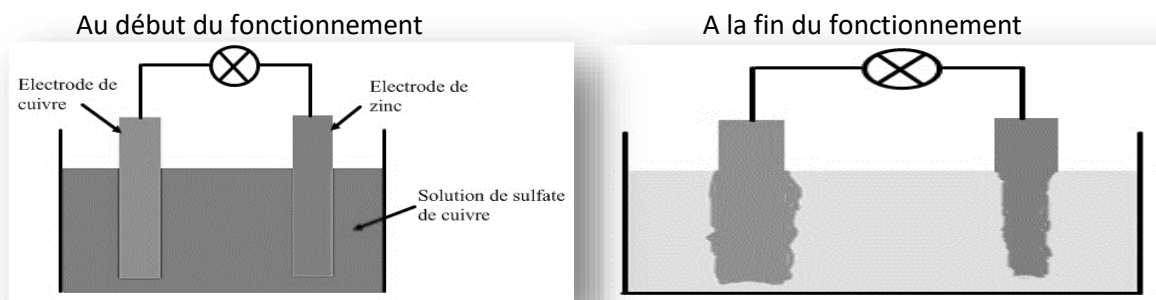 Au début du fonctionnement
A la fin du fonctionnement
Electrode de
cuivre
Electrode de
zinc
Solution de sulfate
de cuivre